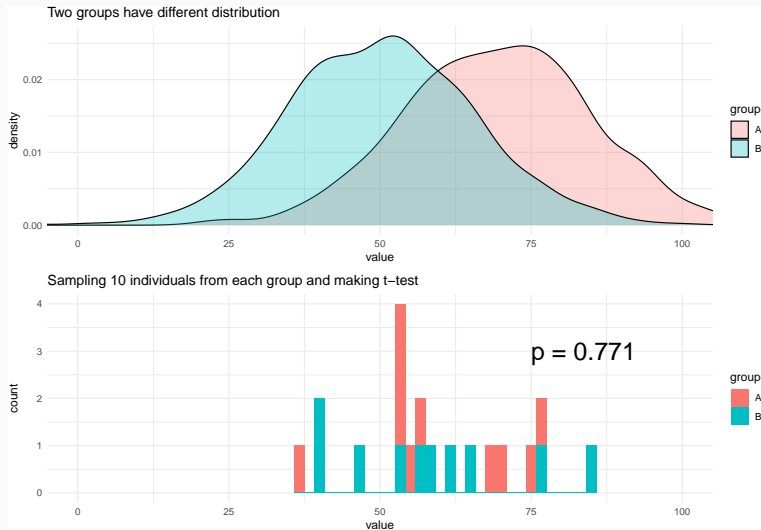 Two groups have different distribution
density
0.02
0.01
0.00
0
25
50
75
100
value
group
A
B
Sampling 10 individuals from each group and making t−test
count
4
3
2
1
0
p = 0.771
0
25
50
75
100
value
group
A
B